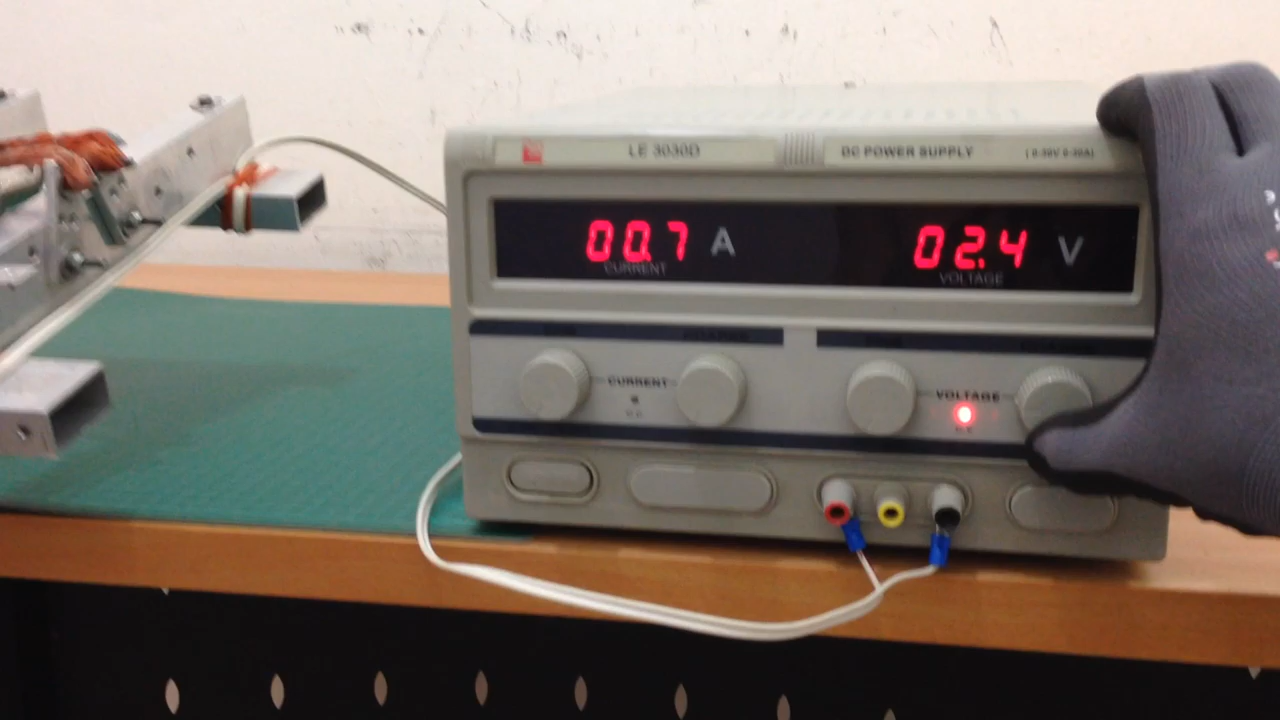 LE 3030D
DC POWER SUPPLY
( 0-30V 0-30A)
00.7 A
CURRENT
02.4 V
VOLTAGE
CURRENT
VOLTAGE